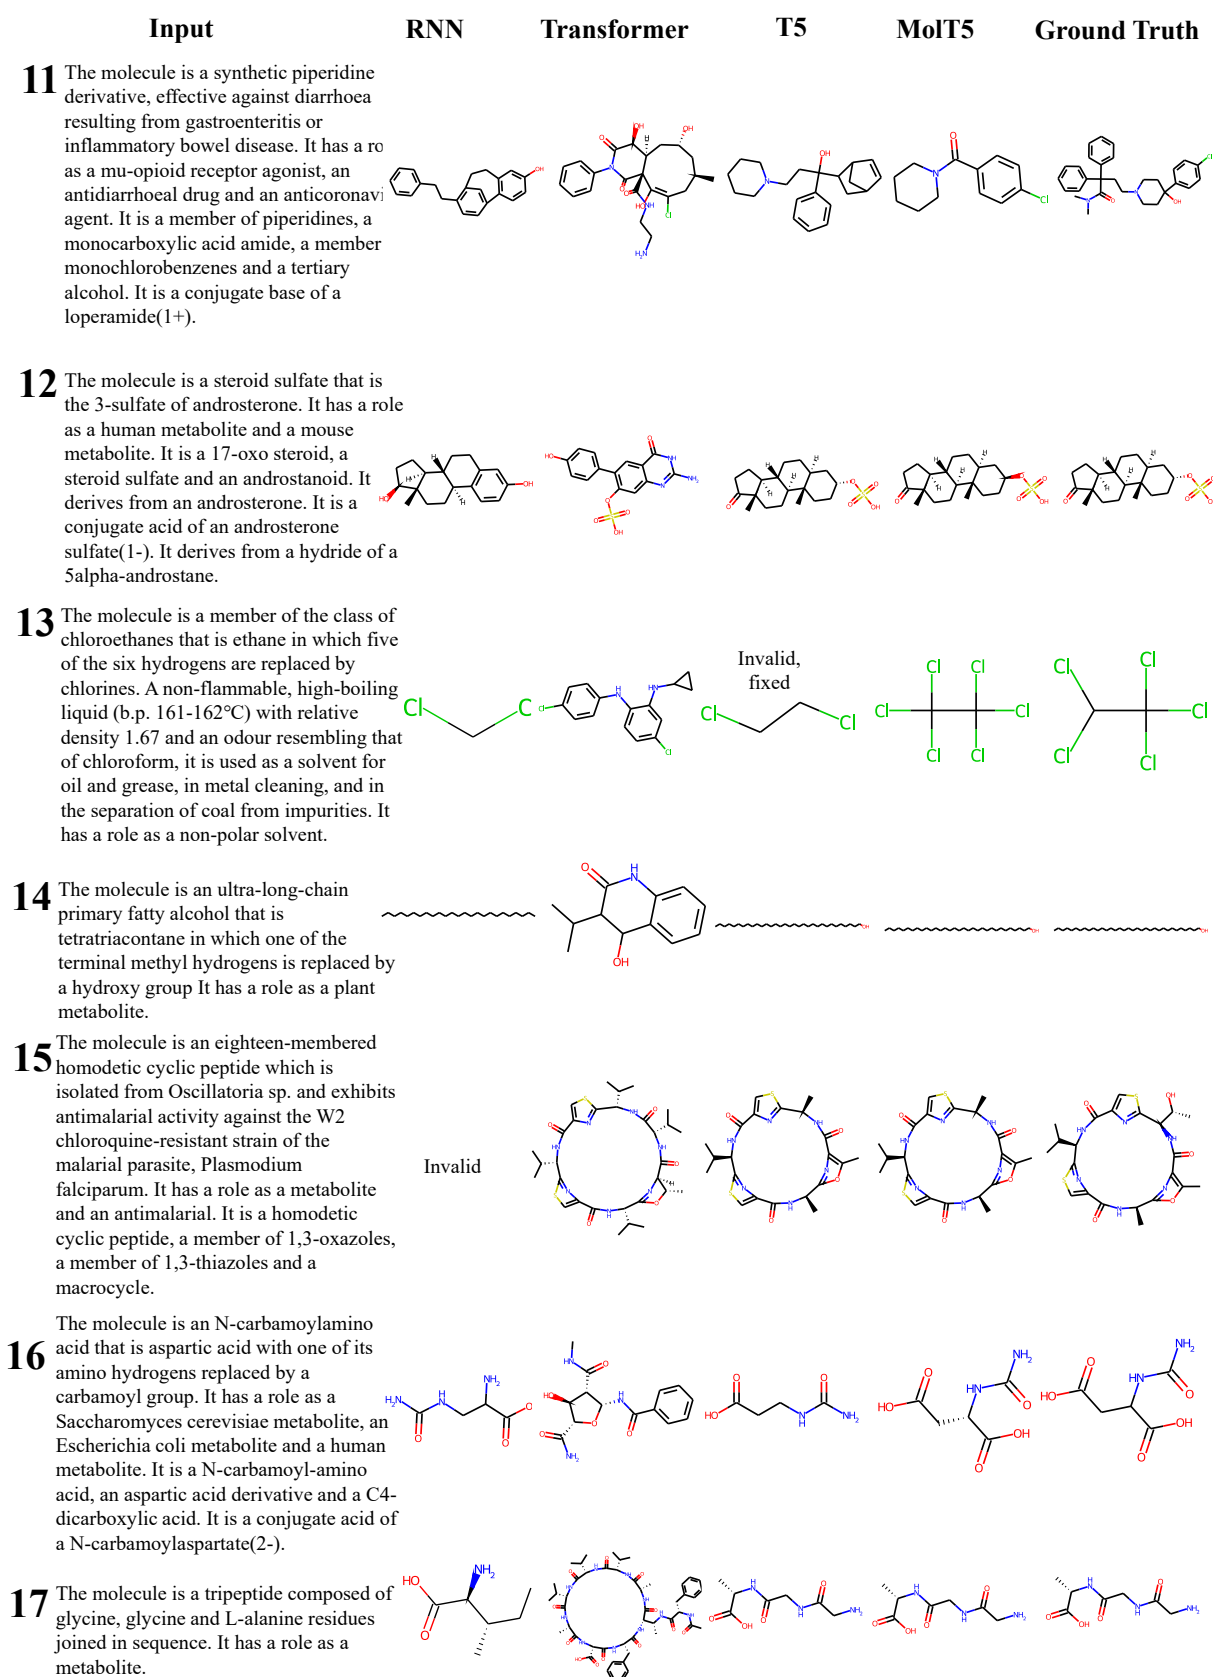 Input RNN Transformer T5 MolT5 Ground Truth
11 The molecule is a synthetic piperidine
derivative, effective against diarrhoea
resulting from gastroenteritis or
inflammatory bowel disease. It has a ro
as a mu-opioid receptor agonist, an
antidiarrhoeal drug and an anticoronavi
agent. It is a member of piperidines, a
monocarboxylic acid amide, a member
monochlorobenzenes and a tertiary
alcohol. It is a conjugate base of a
loperamide(1+).
12 The molecule is a steroid sulfate that is
the 3-sulfate of androsterone. It has a role
as a human metabolite and a mouse
metabolite. It is a 17-oxo steroid, a
steroid sulfate and an androstanoid. It
derives from an androsterone. It is a
conjugate acid of an androsterone
sulfate(1-). It derives from a hydride of a
5alpha-androstane.
13 The molecule is a member of the class of
chloroethanes that is ethane in which five
of the six hydrogens are replaced by
chlorines. A non-flammable, high-boiling
liquid (b.p. 161-162℃) with relative
density 1.67 and an odour resembling that
of chloroform, it is used as a solvent for
oil and grease, in metal cleaning, and in
the separation of coal from impurities. It
has a role as a non-polar solvent.
Invalid,
fixed
14 The molecule is an ultra-long-chain
primary fatty alcohol that is
tetratriacontane in which one of the
terminal methyl hydrogens is replaced by
a hydroxy group It has a role as a plant
metabolite.
15 The molecule is an eighteen-membered
homodetic cyclic peptide which is
isolated from Oscillatoria sp. and exhibits
antimalarial activity against the W2
chloroquine-resistant strain of the
malarial parasite, Plasmodium
falciparum. It has a role as a metabolite
and an antimalarial. It is a homodetic
cyclic peptide, a member of 1,3-oxazoles,
a member of 1,3-thiazoles and a
macrocycle.
Invalid
16 The molecule is an N-carbamoylamino
acid that is aspartic acid with one of its
amino hydrogens replaced by a
carbamoyl group. It has a role as a
Saccharomyces cerevisiae metabolite, an
Escherichia coli metabolite and a human
metabolite. It is a N-carbamoyl-amino
acid, an aspartic acid derivative and a C4-
dicarboxylic acid. It is a conjugate acid of
a N-carbamoylaspartate(2-).
17 The molecule is a tripeptide composed of
glycine, glycine and L-alanine residues
joined in sequence. It has a role as a
metabolite.